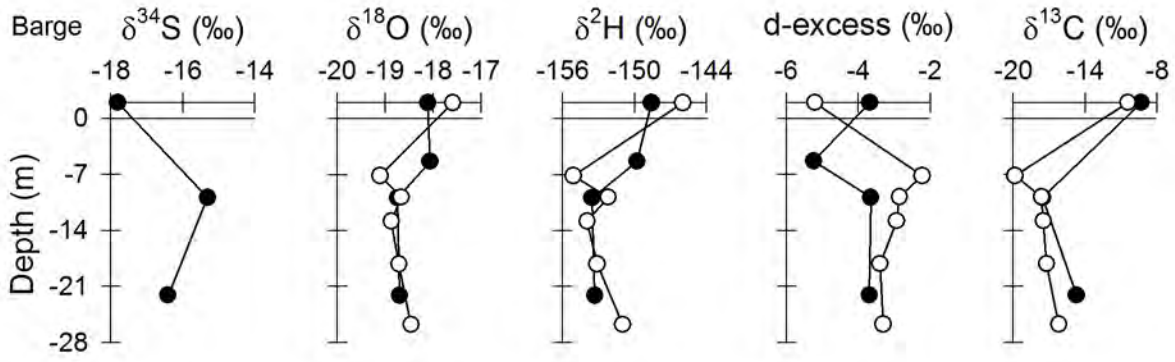 Barge δ³⁴S (‰) δ¹⁸O (‰) δ²H (‰) d-excess (‰) δ¹³C (‰)
-18 -16 -14 -20 -19 -18 -17 -156 -150 -144 -6 -4 -2 -20 -14 -8
0
-7
-14
-21
-28
Depth (m)